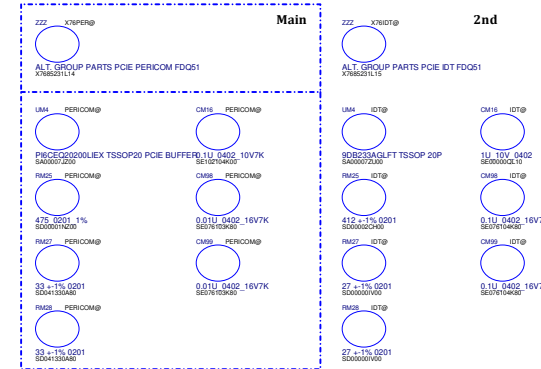 ZZZ X76PER@ Main
ALT. GROUP PARTS PCIE PERICOM FDQ51
X7685231L14
ZZZ X76IDT@ 2nd
ALT. GROUP PARTS PCIE IDT FDQ51
X7685231L15
UM4 PERICOM@
PI6CEQ20200LIEX TSSOP20 PCIE BUFFER
SA00007JZ00
CM16 PERICOM@
0.1U_0402_10V7K
SE102104K00
UM4 IDT@
9DB233AGLFT TSSOP 20P
SA00007ZU00
CM16 IDT@
1U_10V_0402
SE00000QL10
RM25 PERICOM@
475_0201_1%
SD00001NZ00
CM98 PERICOM@
0.01U_0402_16V7K
SE076103K80
RM25 IDT@
412 +-1% 0201
SD00002CH00
CM98 IDT@
0.1U_0402_16V7
SE076104K80
RM27 PERICOM@
33 +-1% 0201
SD041330A80
CM99 PERICOM@
0.01U_0402_16V7K
SE076103K80
RM27 IDT@
27 +-1% 0201
SD00000IV00
CM99 IDT@
0.1U_0402_16V7
SE076104K80
RM28 PERICOM@
33 +-1% 0201
SD041330A80
RM28 IDT@
27 +-1% 0201
SD00000IV00